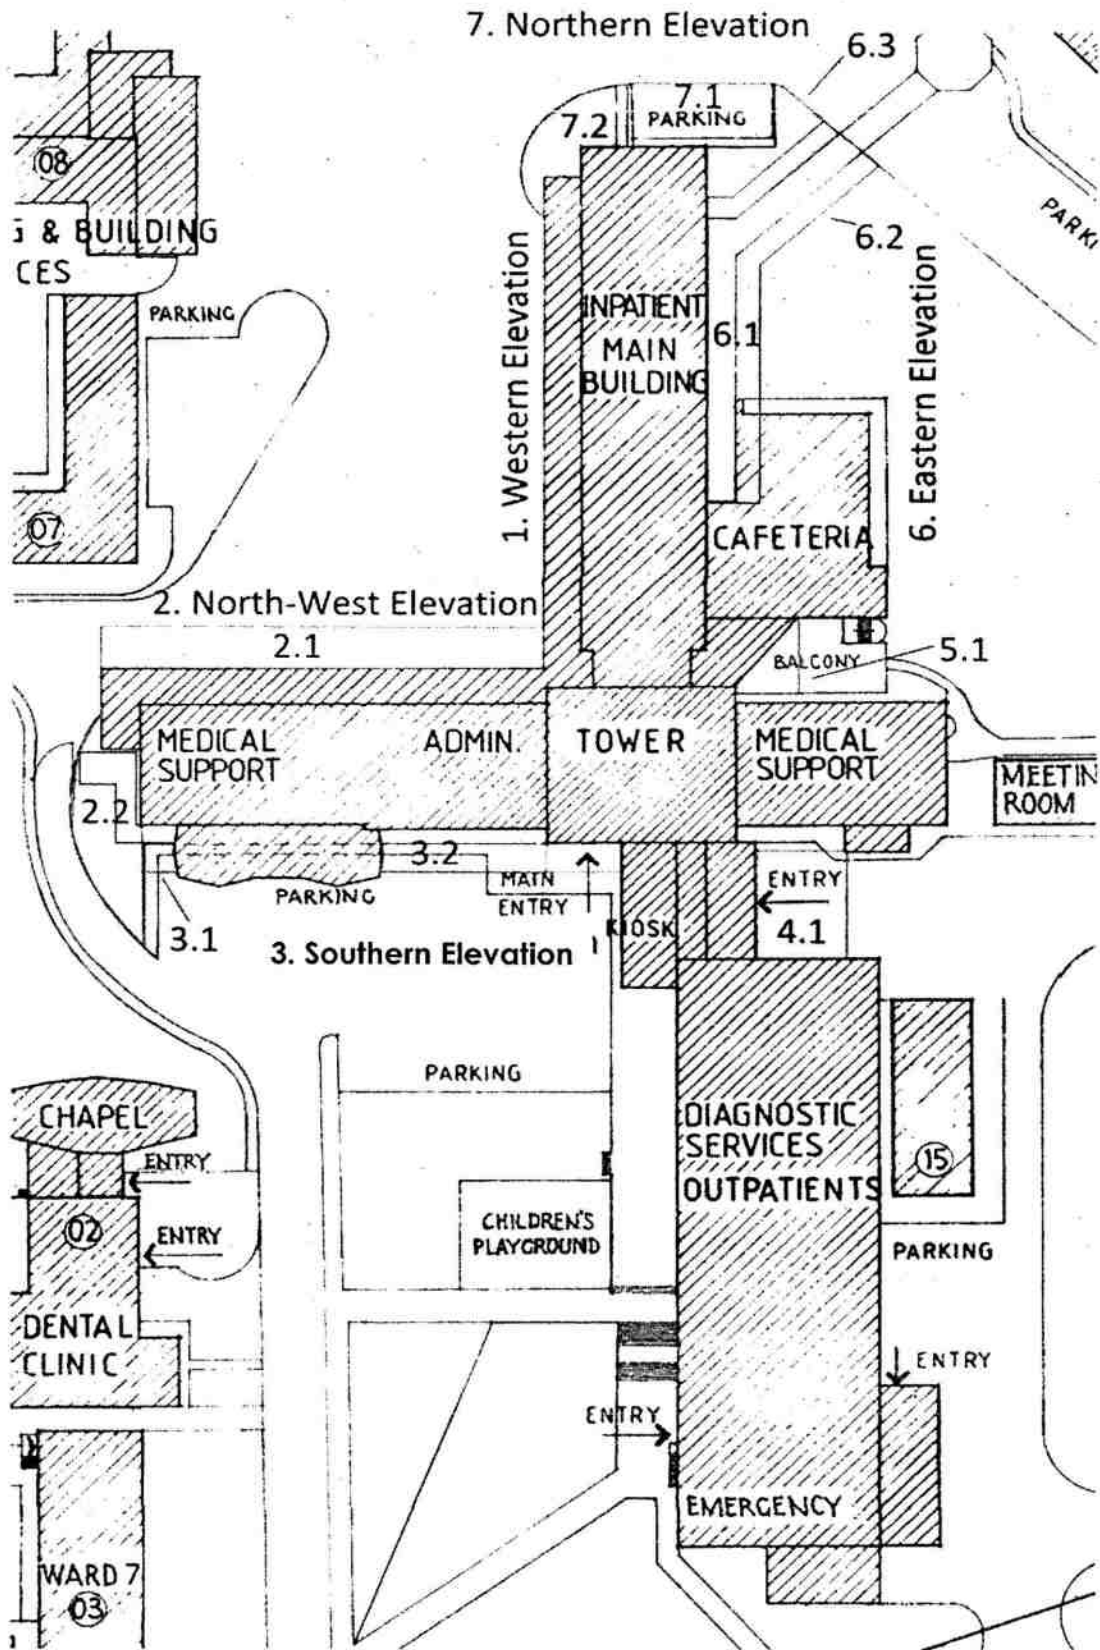 7. Northern Elevation
6.3
7.1
PARKING
7.2
08
& BUILDING
CES
6.2
PARKING
1. Western Elevation
INPATIENT
MAIN
BUILDING
6.1
6. Eastern Elevation
07
CAFETERIA
2. North-West Elevation
2.1
BALCONY
5.1
MEDICAL
SUPPORT
ADMIN.
TOWER
MEDICAL
SUPPORT
MEETIN
ROOM
2.2
3.2
PARKING
MAIN
ENTRY
ENTRY
KIOSK
4.1
3.1
3. Southern Elevation
PARKING
CHAPEL
ENTRY
02
ENTRY
DIAGNOSTIC
SERVICES
OUTPATIENTS
15
CHILDREN'S
PLAYGROUND
PARKING
DENTAL
CLINIC
ENTRY
ENTRY
EMERGENCY
WARD 7
03